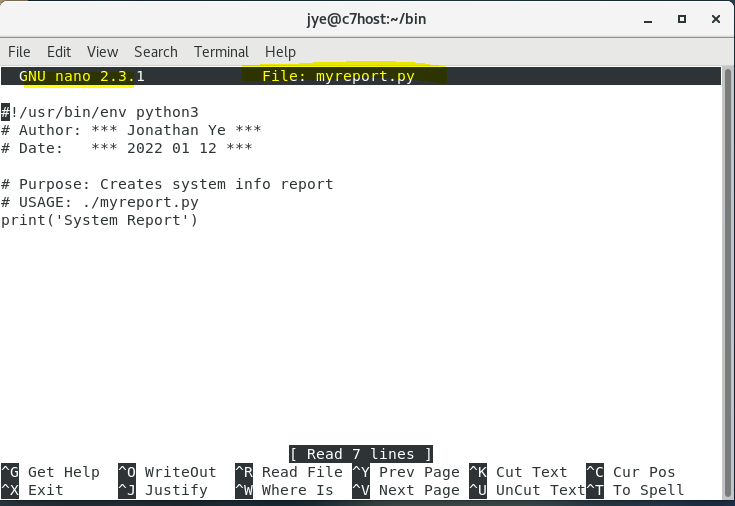 jye@c7host:~/bin
File Edit View Search Terminal Help
GNU nano 2.3.1 File: myreport.py
#!/usr/bin/env python3
# Author: *** Jonathan Ye ***
# Date:   *** 2022 01 12 ***
# Purpose: Creates system info report
# USAGE: ./myreport.py
print('System Report')
[ Read 7 lines ]
^G Get Help ^O WriteOut ^R Read File ^Y Prev Page ^K Cut Text ^C Cur Pos
^X Exit ^J Justify ^W Where Is ^V Next Page ^U UnCut Text ^T To Spell